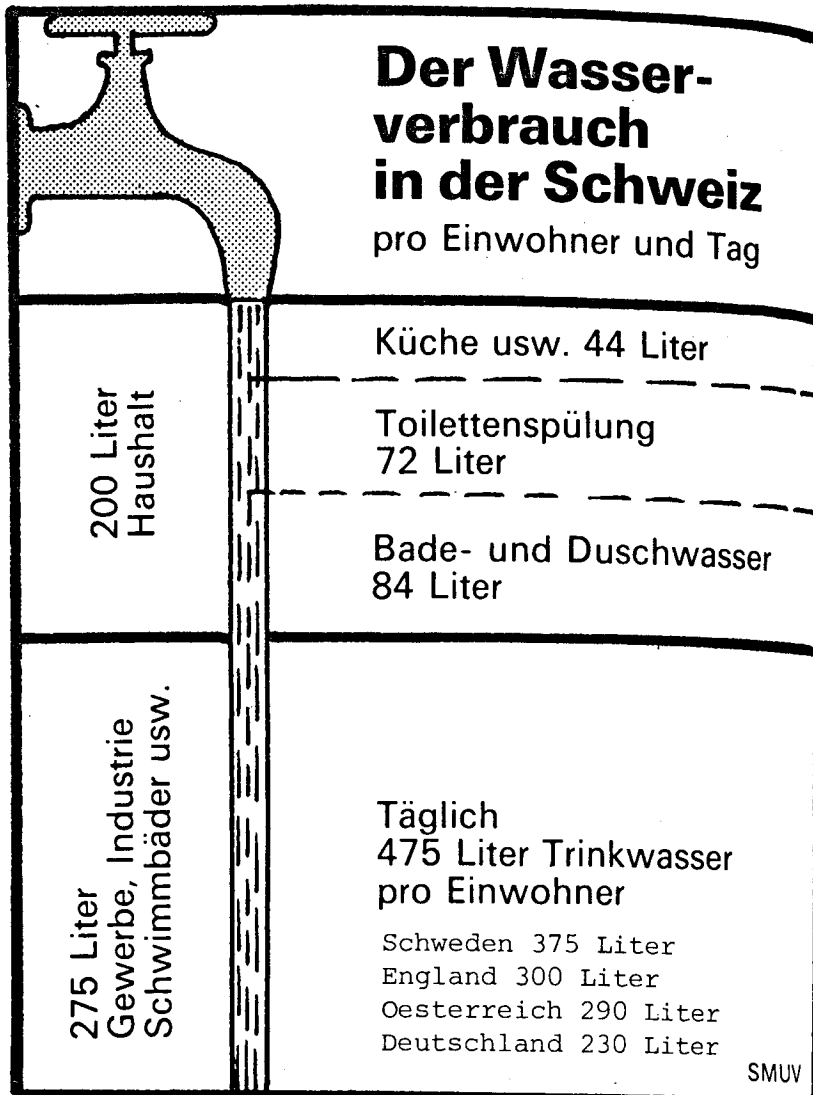 Der Wasser-
verbrauch
in der Schweiz
pro Einwohner und Tag
200 Liter
Haushalt
Küche usw. 44 Liter
Toilettenspülung
72 Liter
Bade- und Duschwasser
84 Liter
275 Liter
Gewerbe, Industrie
Schwimmbäder usw.
Täglich
475 Liter Trinkwasser
pro Einwohner
Schweden 375 Liter
England 300 Liter
Oesterreich 290 Liter
Deutschland 230 Liter
SMUV